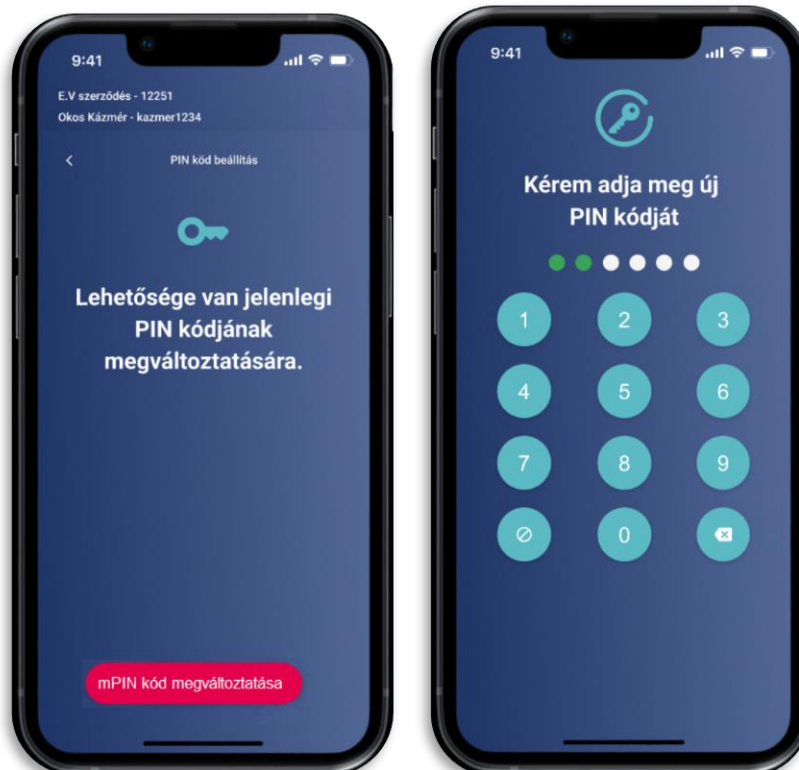 9:41
E.V szerződés - 12251
Okos Kázmér - kazmer1234
PIN kód beállítás
Lehetősége van jelenlegi
PIN kódjának
megváltoztatására.
mPIN kód megváltoztatása
9:41
Kérem adja meg új
PIN kódját
1 2 3
4 5 6
7 8 9
0